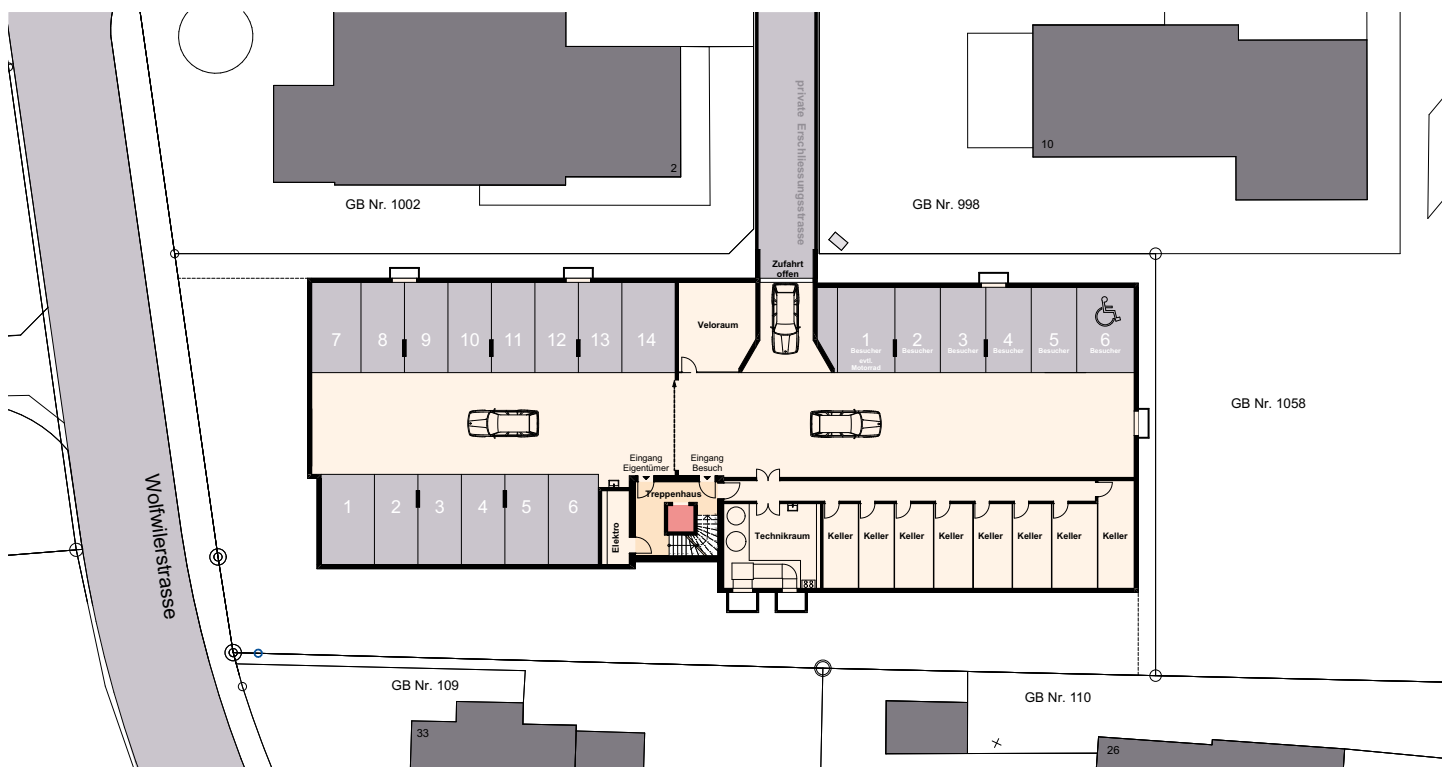 private Erschliessungsstrasse
2
10
GB Nr. 1002
GB Nr. 998
Zufahrt
offen
Veloraum
7
8
9
10
11
12
13
14
1
Besucher
evtl.
Motorrad
2
Besucher
3
Besucher
4
Besucher
5
Besucher
6
Besucher
GB Nr. 1058
Eingang
Eigentümer
Eingang
Besuch
Wolfwilerstrasse
1
2
3
4
5
6
Elektro
Treppenhaus
Technikraum
Keller
Keller
Keller
Keller
Keller
Keller
Keller
Keller
GB Nr. 109
GB Nr. 110
33
26